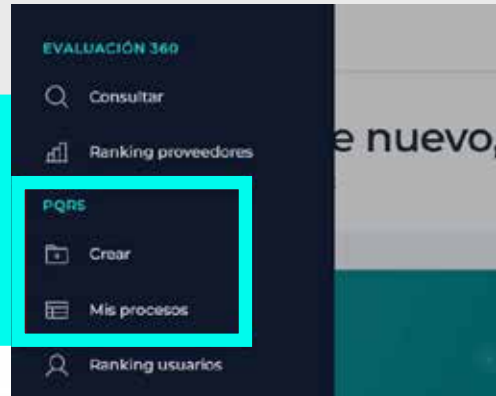 EVALUACIÓN 360
Consultar
Ranking proveedores
e nuevo,
PQRS
Crear
Mis procesos
Ranking usuarios